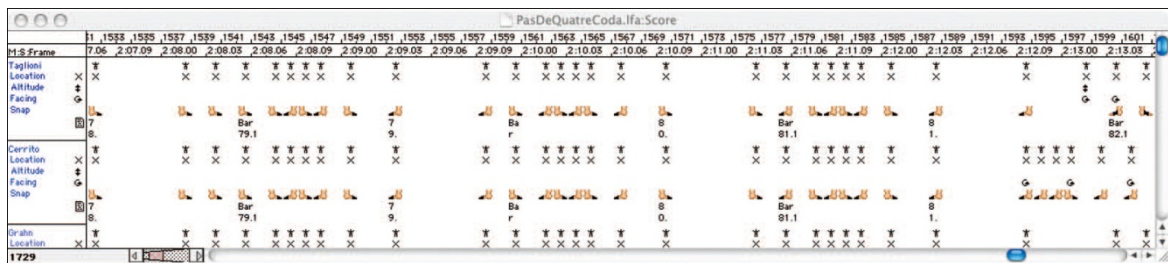 PasDeQuatreCoda.lfa:Score
31 ,1533 ,1535 ,1537 ,1539 ,1541 ,1543 ,1545 ,1547 ,1549 ,1551 ,1553 ,1555 ,1557 ,1559 ,1561 ,1563 ,1565 ,1567 ,1569 ,1571 ,1573 ,1575 ,1577 ,1579 ,1581 ,1583 ,1585 ,1587 ,1589 ,1591 ,1593 ,1595 ,1597 ,1599 ,1601
M:S:Frame 7.06 ,2:07.09 ,2:08.00 ,2:08.03 ,2:08.06 ,2:08.09 ,2:09.00 ,2:09.03 ,2:09.06 ,2:09.09 ,2:10.00 ,2:10.03 ,2:10.06 ,2:10.09 ,2:11.00 ,2:11.03 ,2:11.06 ,2:11.09 ,2:12.00 ,2:12.03 ,2:12.06 ,2:12.09 ,2:13.00 ,2:13.03
Taglioni
Location
Altitude
Facing
Snap
7 Bar 7 Ba 8 Bar 8 Bar
8. 79.1 9. r 0. 81.1 1. 82.1
Cerrito
Location
Altitude
Facing
Snap
7 Bar 7 Ba 8 Bar 8
8. 79.1 9. r 0. 81.1 1.
Grahn
Location
1729